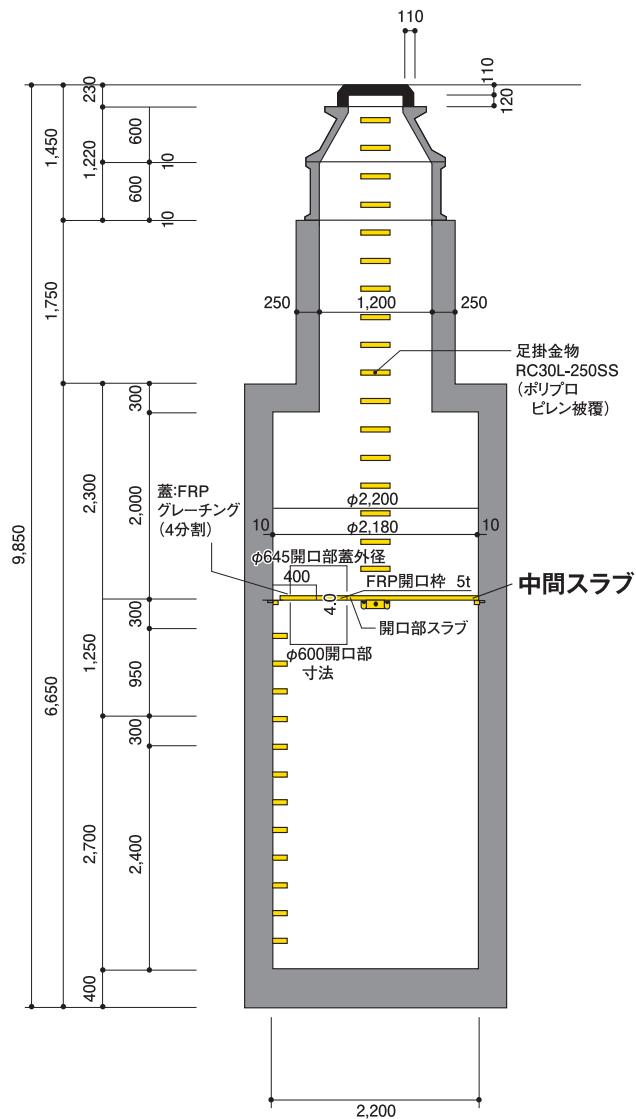 110
110
120
230
1,450
1,220
600
10
600
10
1,750
250
1,200
250
足掛金物
RC30L-250SS
（ポリプロ
ピレン被覆）
300
2,300
2,000
9,850
蓋:FRP
グレーチング
（4分割）
φ2,200
10
φ2,180
10
φ645開口部蓋外径
400
FRP開口枠 5t
中間スラブ
4.0
開口部スラブ
φ600開口部
寸法
300
1,250
950
6,650
300
2,700
2,400
400
2,200